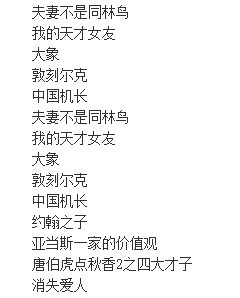 夫妻不是同林鸟
我的天才女友
大象
敦刻尔克
中国机长
夫妻不是同林鸟
我的天才女友
大象
敦刻尔克
中国机长
约翰之子
亚当斯一家的价值观
唐伯虎点秋香2之四大才子
消失爱人